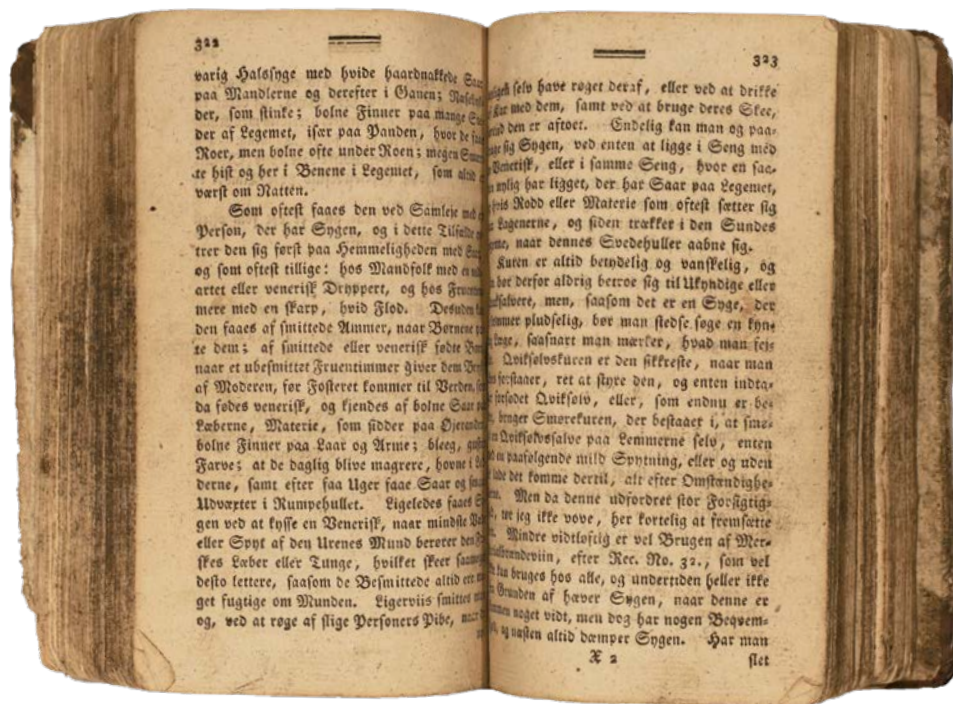 322
varig Halssyge med hvide haardnakkede Saar
paa Mandlerne og derefter i Ganen;
der, som stinke; bolne Finner paa mange
der af Legemet, især paa Panden, hvor de
Roer, men bolne ofte under Roen; megen
te hist og her i Benene i Legemet, som altid
værst om Natten.
Som oftest faaes den ved Samleje med
Person, der har Sygen, og i dette Tilfælde
trer den sig først paa Hemmeligheden med
og som oftest tillige: hos Mandfolk med
artet eller venerisk Dryppert, og hos
mere med en skarp, hvid Flod. Desuden
den faaes af smittede Ammer, naar Børnene
te dem; af smittede eller venerisk fødte
naar et ubesmittet Fruentimmer giver dem
af Moderen, før Fosteret kommer til Verden,
da fødes venerisk, og kjendes af bolne Saar
Læberne, Materie, som sidder paa
bolne Finner paa Laar og Arme; bleeg,
Farve; at de daglig blive magrere, hovne i
derne, samt efter faa Uger faae Saar og
Udvæxter i Rumpehullet. Ligeledes faaes
gen ved at kysse en Venerisk, naar mindste
eller Spyt af den Urenes Mund berører den
skes Læber eller Tunge, hvilket skeer
desto lettere, saasom de Besmittede altid ere
get fugtige om Munden. Ligerviis smittes
og, ved at røge af slige Personers Pibe,
323
selv have røget deraf, eller ved at drikke
med dem, samt ved at bruge deres Skee,
den er aftoet. Endelig kan man og paa-
sig Sygen, ved enten at ligge i Seng med
Venerisk, eller i samme Seng, hvor en saa-
nylig har ligget, der har Saar paa Legemet,
Rodd eller Materie som oftest sætter sig
Lagenerne, og siden trækker i den Sundes
naar dennes Svedehuller aabne sig.
Kuren er altid betydelig og vanskelig, og
bør derfor aldrig betroe sig til Ukyndige eller
men, saasom det er en Syge, der
pludselig, bør man stedse søge en kyn-
Læge, saasnart man mærker, hvad man fej-
Qviksølvskuren er den sikkreste, naar man
forstaaer, ret at styre den, og enten indta-
forsødet Qviksølv, eller, som endnu er be-
bruger Smørekuren, der bestaaer i, at smø-
Qviksølvssalve paa Lemmerne selv, enten
en paafølgende mild Spytning, eller og uden
lade det komme dertil, alt efter Omstændighe-
Men da denne udfordret stor Forsigtig-
tør jeg ikke vove, her kortelig at fremsætte
Mindre vidtløftig er vel Brugen af Mer-
efter Rec. No. 32., som vel
bruges hos alle, og undertiden heller ikke
Grunden af hæver Sygen, naar denne er
noget vidt, men dog har nogen Beqvem-
og næsten altid dæmper Sygen. Har man
X 2
slet